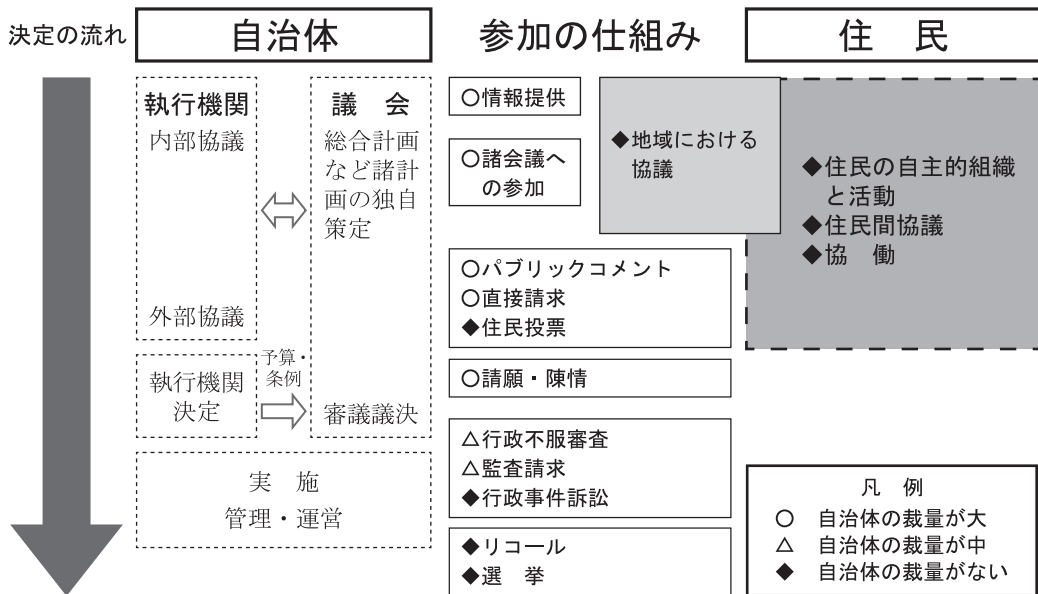 決定の流れ
自治体
参加の仕組み
住　民
執行機関
内部協議
外部協議
議　会
総合計画
など諸計
画の独自
策定
執行機関
決定
予算・
条例
審議議決
実　施
管理・運営
○情報提供
○諸会議へ
の参加
○パブリックコメント
○直接請求
◆住民投票
○請願・陳情
△行政不服審査
△監査請求
◆行政事件訴訟
◆リコール
◆選　挙
◆地域における
協議
◆住民の自主的組織
と活動
◆住民間協議
◆協　働
凡　例
○　自治体の裁量が大
△　自治体の裁量が中
◆　自治体の裁量がない